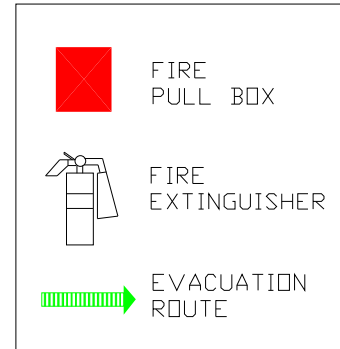 FIRE
PULL BOX
FIRE
EXTINGUISHER
EVACUATION
ROUTE